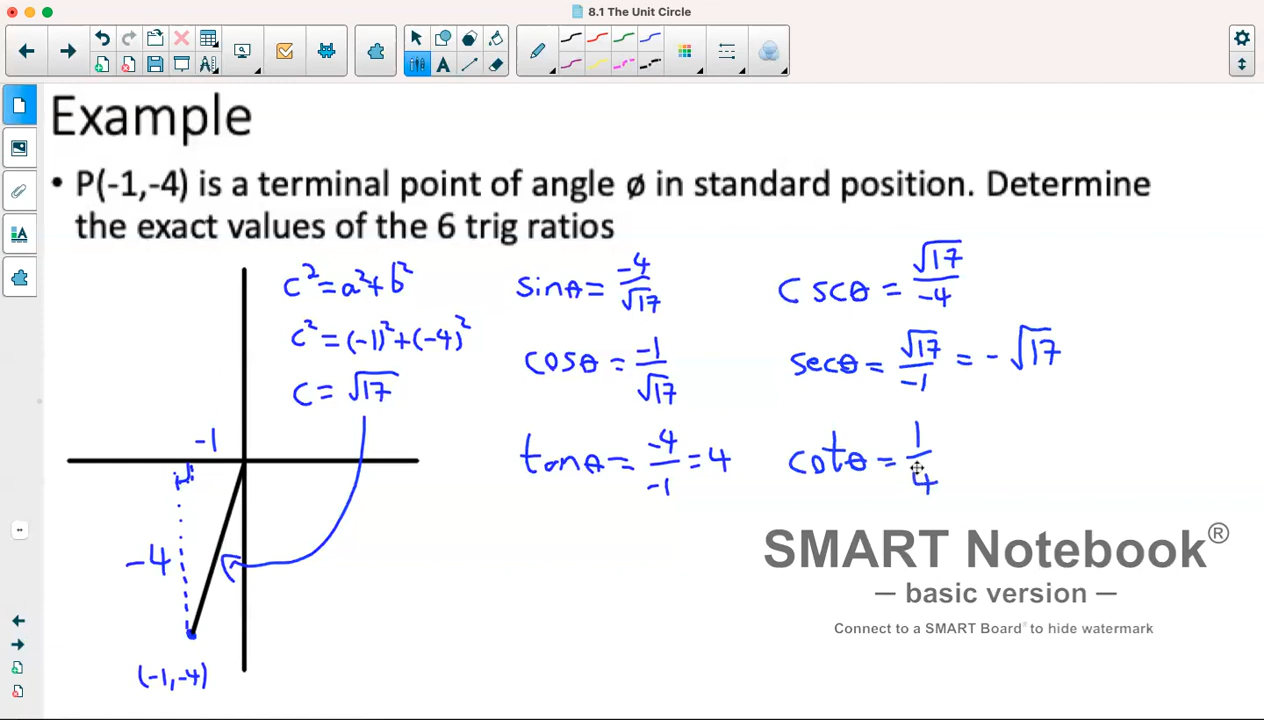 8.1 The Unit Circle
Example
• P(-1,-4) is a terminal point of angle ø in standard position. Determine
the exact values of the 6 trig ratios
c² = a² + b²
c² = (-1)² + (-4)²
c = √17
sinθ = -4/√17
cscθ = √17/-4
cosθ = -1/√17
secθ = √17/-1 = -√17
tanθ = -4/-1 = 4
cotθ = 1/4
-1
-4
(-1,-4)
SMART Notebook®
— basic version —
Connect to a SMART Board® to hide watermark